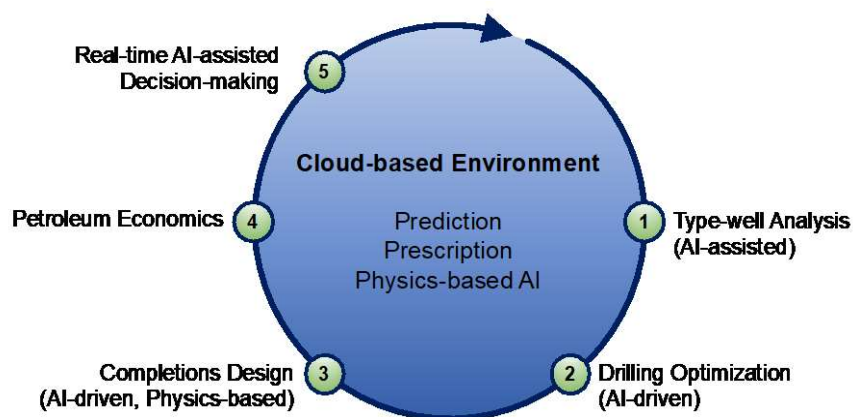 Real-time AI-assisted
Decision-making
5
Cloud-based Environment
Prediction
Prescription
Physics-based AI
Petroleum Economics
4
1
Type-well Analysis
(AI-assisted)
Completions Design
(AI-driven, Physics-based)
3
2
Drilling Optimization
(AI-driven)